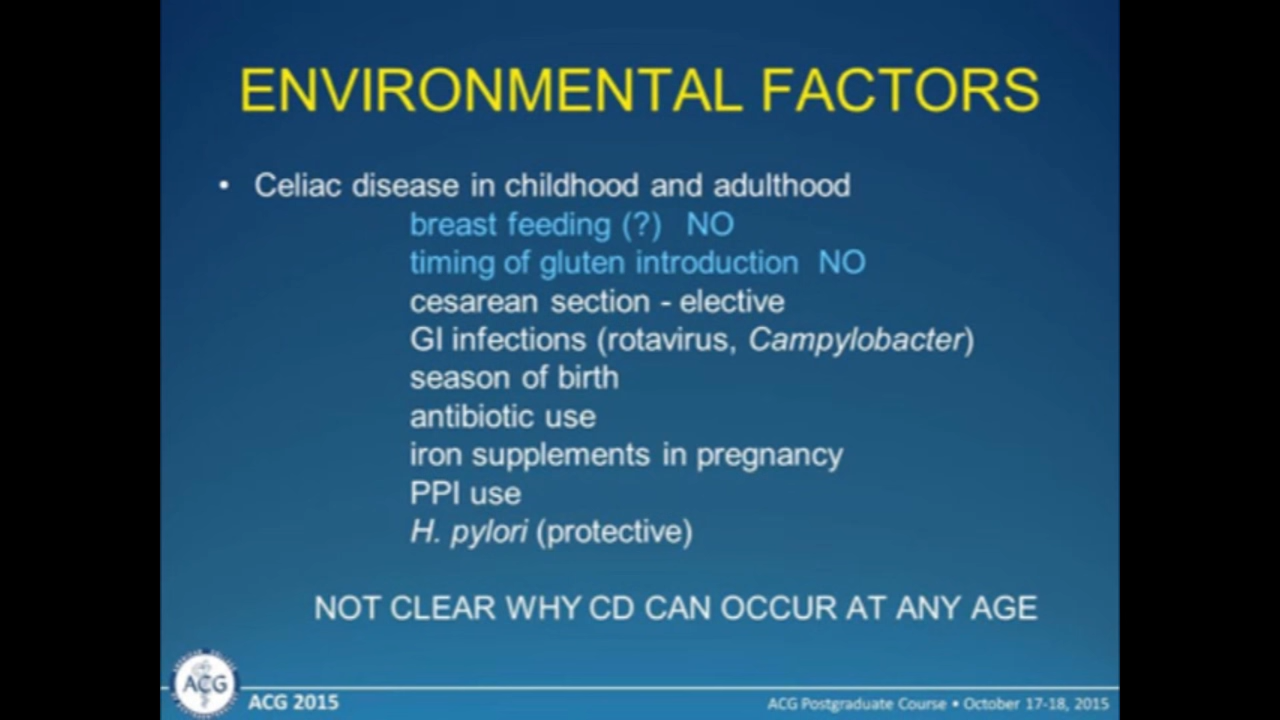 ENVIRONMENTAL FACTORS
• Celiac disease in childhood and adulthood
breast feeding (?) NO
timing of gluten introduction NO
cesarean section - elective
GI infections (rotavirus, Campylobacter)
season of birth
antibiotic use
iron supplements in pregnancy
PPI use
H. pylori (protective)
NOT CLEAR WHY CD CAN OCCUR AT ANY AGE
ACG
ACG 2015
ACG Postgraduate Course • October 17-18, 2015